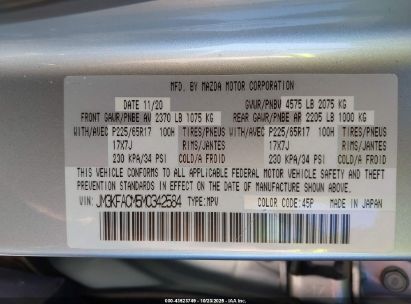 MFD. BY MAZDA MOTOR CORPORATION
DATE 11/20 GVWR/PNBV 4575 LB 2075 KG
FRONT GAWR/PNBE AV 2370 LB 1075 KG REAR GAWR/PNBE AR 2205 LB 1000 KG
WITH/AVEC P225/65R17 100H TIRES/PNEUS WITH/AVEC P225/65R17 100H TIRES/PNEUS
17X7J RIMS/JANTES 17X7J RIMS/JANTES
230 KPA/34 PSI COLD/A FROID 230 KPA/34 PSI COLD/A FROID
THIS VEHICLE CONFORMS TO ALL APPLICABLE FEDERAL MOTOR VEHICLE SAFETY, BUMPER, AND THEFT
PREVENTION STANDARDS IN EFFECT ON THE DATE OF MANUFACTURE SHOWN ABOVE.
VIN: JM3KFACM5M0342584 TYPE:MPV COLOR CODE: 45P MADE IN JAPAN